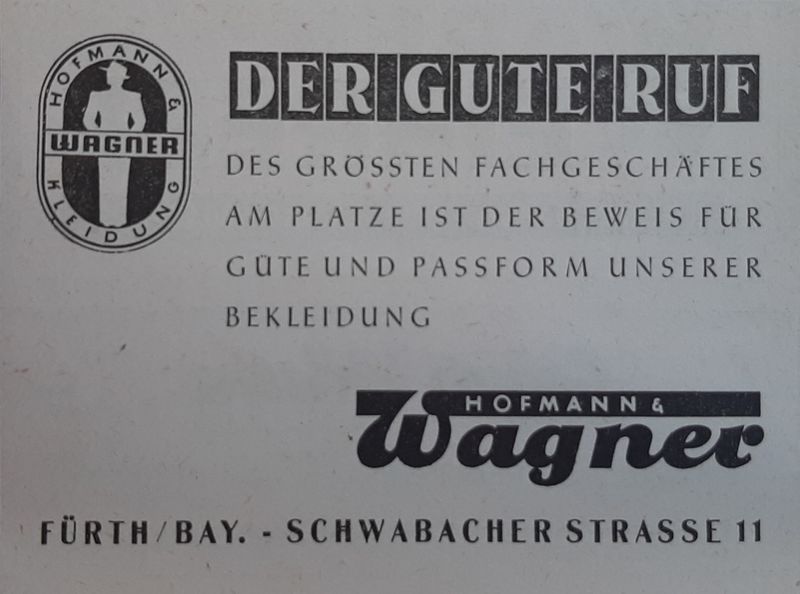 HOFMANN &
WAGNER
KLEIDUNG
DER GUTE RUF
DES GRÖSSTEN FACHGESCHÄFTES
AM PLATZE IST DER BEWEIS FÜR
GÜTE UND PASSFORM UNSERER
BEKLEIDUNG
HOFMANN &
Wagner
FÜRTH/BAY. - SCHWABACHER STRASSE 11